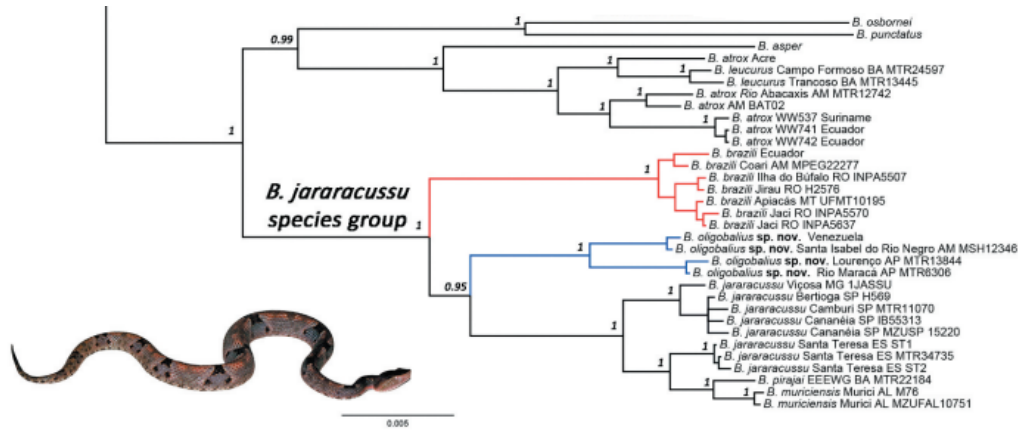 B. osbornei
1
B. punctatus
0.99
B. asper
1
B. atrox Acre
1
B. leucurus Campo Formoso BA MTR24597
1
1
B. leucurus Trancoso BA MTR13445
B. atrox Rio Abacaxis AM MTR12742
1
B. atrox AM BAT02
1
B. atrox WW537 Suriname
1
1
B. atrox WW741 Ecuador
B. atrox WW742 Ecuador
B. brazili Ecuador
B. brazili Coari AM MPEG22277
1
B. brazili Ilha do Búfalo RO INPA5507
B. jararacussu
B. brazili Jirau RO H2576
species group
B. brazili Apiacás MT UFMT10195
B. brazili Jaci RO INPA5570
1
B. brazili Jaci RO INPA5637
B. oligobalius sp. nov. Venezuela
1
1
B. oligobalius sp. nov. Santa Isabel do Rio Negro AM MSH12346
B. oligobalius sp. nov. Lourenço AP MTR13844
1
B. oligobalius sp. nov. Rio Maracá AP MTR6306
0.95
B. jararacussu Viçosa MG 1JASSU
1
B. jararacussu Bertioga SP H569
B. jararacussu Camburi SP MTR11070
B. jararacussu Cananéia SP IB55313
1
B. jararacussu Cananéia SP MZUSP 15220
B. jararacussu Santa Teresa ES ST1
1
1
B. jararacussu Santa Teresa ES MTR34735
B. jararacussu Santa Teresa ES ST2
1
B. pirajai EEEWG BA MTR22184
1
B. muriciensis Murici AL M76
B. muriciensis Murici AL MZUFAL10751
0.005